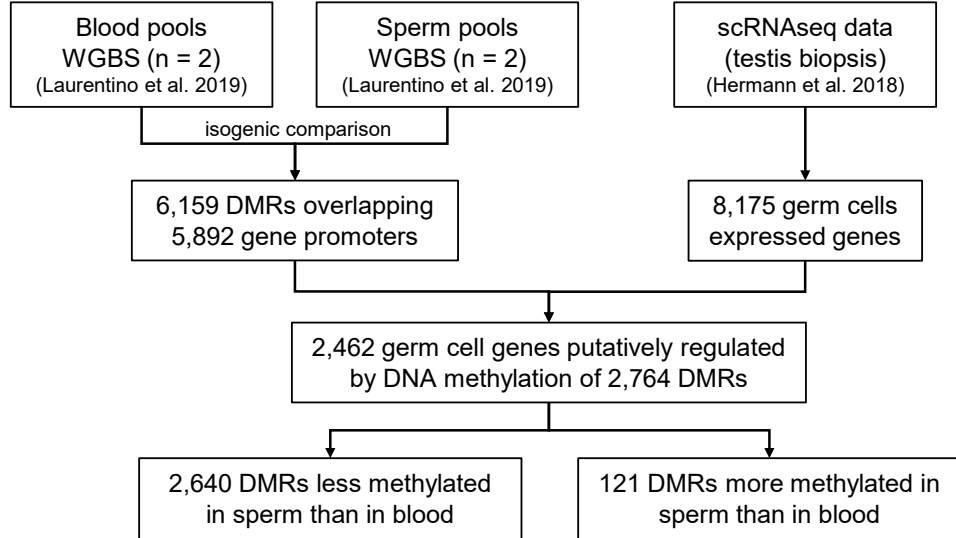 Blood pools
WGBS (n = 2)
(Laurentino et al. 2019)
Sperm pools
WGBS (n = 2)
(Laurentino et al. 2019)
scRNAseq data
(testis biopsis)
(Hermann et al. 2018)
isogenic comparison
6,159 DMRs overlapping
5,892 gene promoters
8,175 germ cells
expressed genes
2,462 germ cell genes putatively regulated
by DNA methylation of 2,764 DMRs
2,640 DMRs less methylated
in sperm than in blood
121 DMRs more methylated in
sperm than in blood